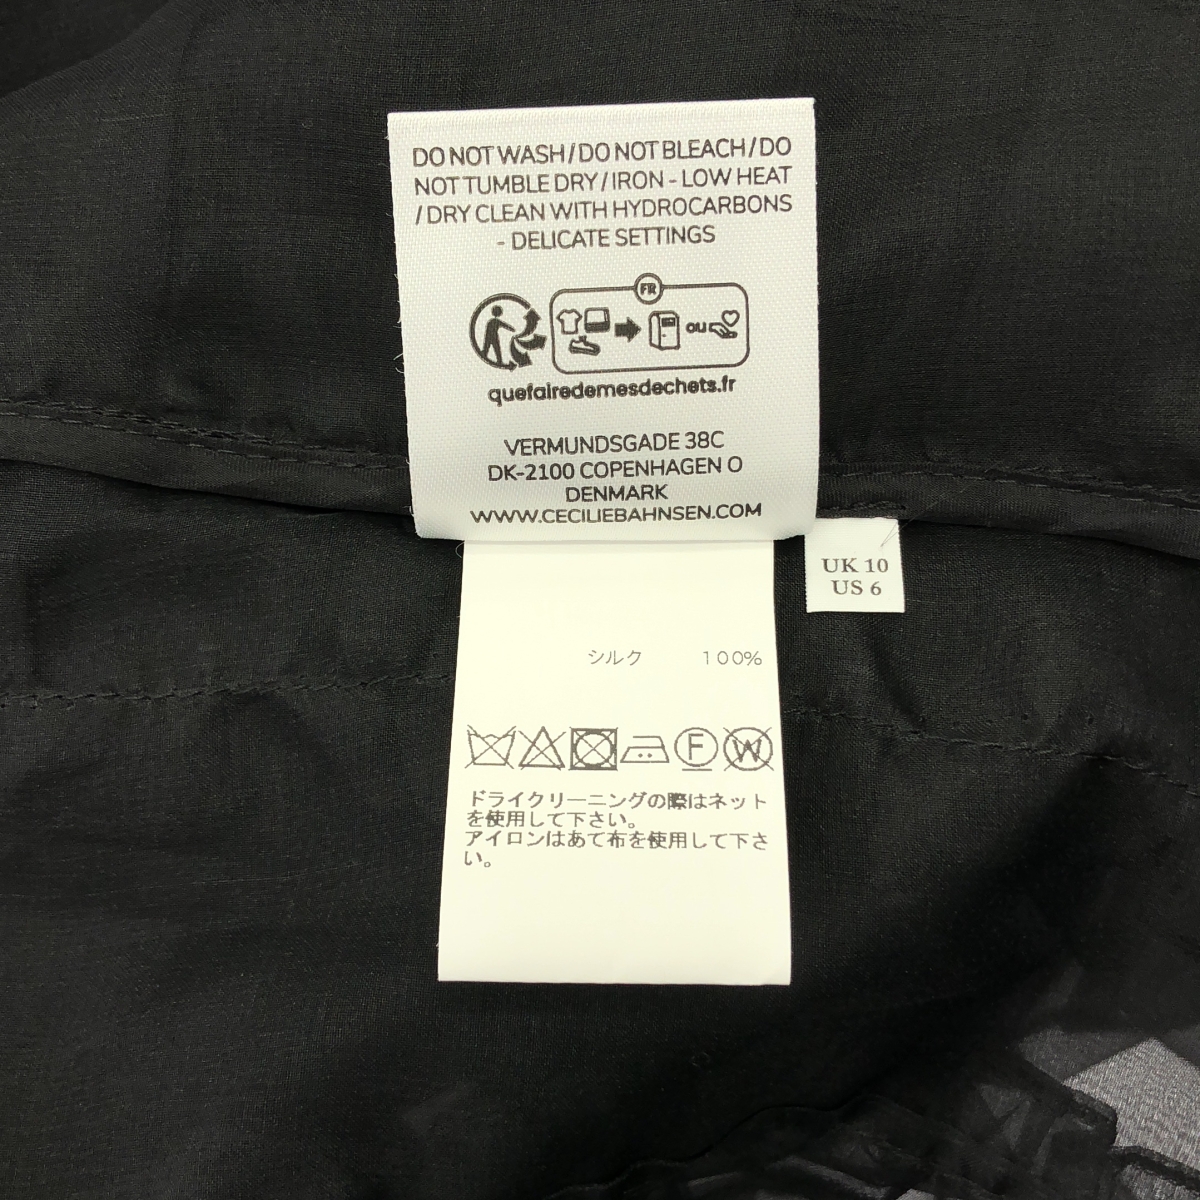 DO NOT WASH / DO NOT BLEACH / DO
NOT TUMBLE DRY / IRON - LOW HEAT
/ DRY CLEAN WITH HYDROCARBONS
- DELICATE SETTINGS
FR
OU
quefairedemesdechets.fr
VERMUNDSGADE 38C
DK-2100 COPENHAGEN O
DENMARK
WWW.CECILIEBAHNSEN.COM
UK 10
US 6
シルク 100%
F W
ドライクリーニングの際はネット
を使用して下さい。
アイロンはあて布を使用して下さ
い。